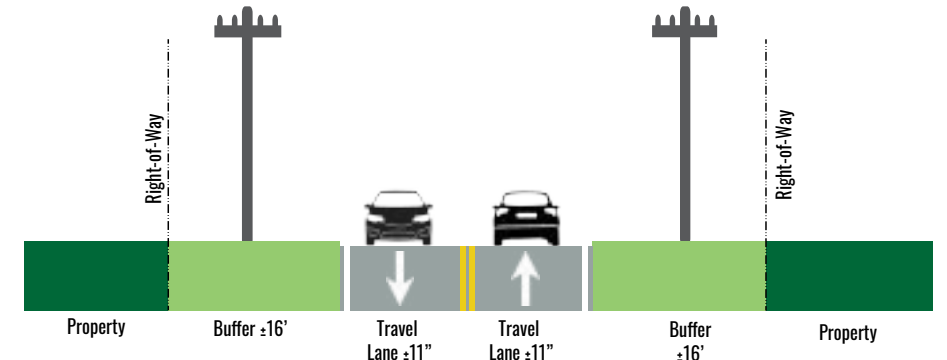 Right-of-Way
Right-of-Way
Property
Buffer ±16’
Travel
Lane ±11”
Travel
Lane ±11”
Buffer
±16’
Property